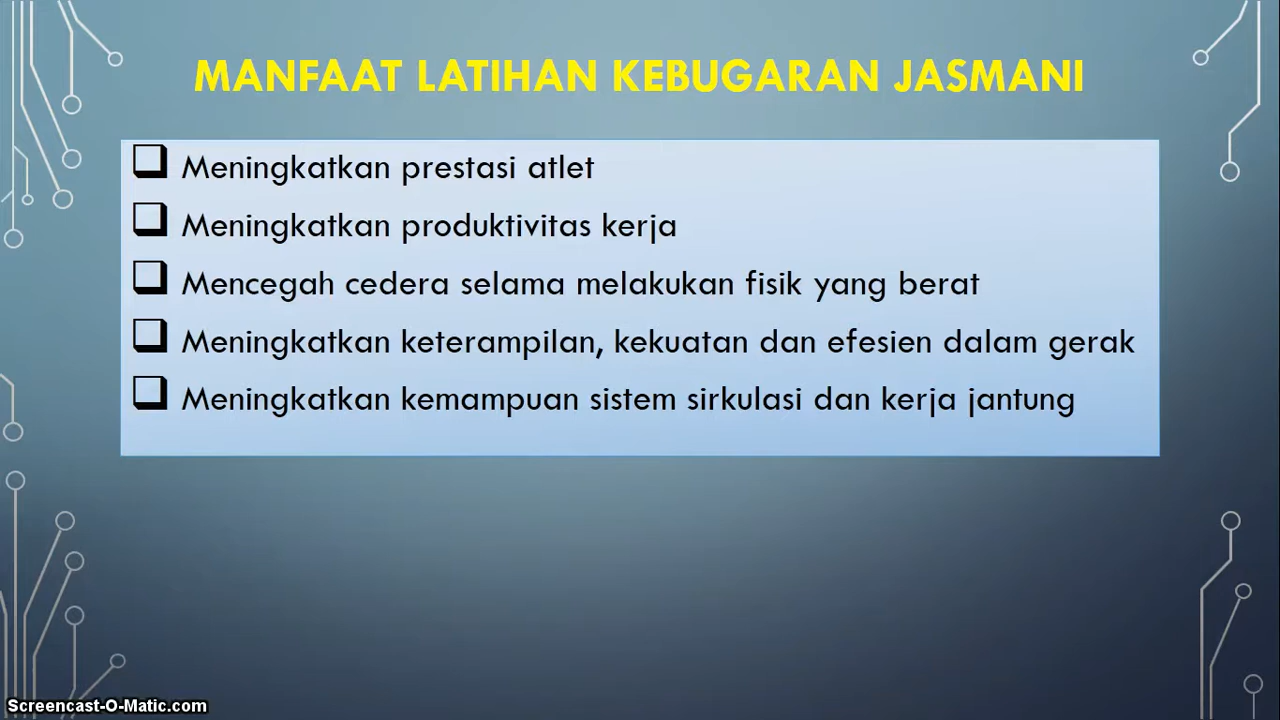 MANFAAT LATIHAN KEBUGARAN JASMANI
Meningkatkan prestasi atlet
Meningkatkan produktivitas kerja
Mencegah cedera selama melakukan fisik yang berat
Meningkatkan keterampilan, kekuatan dan efesien dalam gerak
Meningkatkan kemampuan sistem sirkulasi dan kerja jantung
Screencast-O-Matic.com